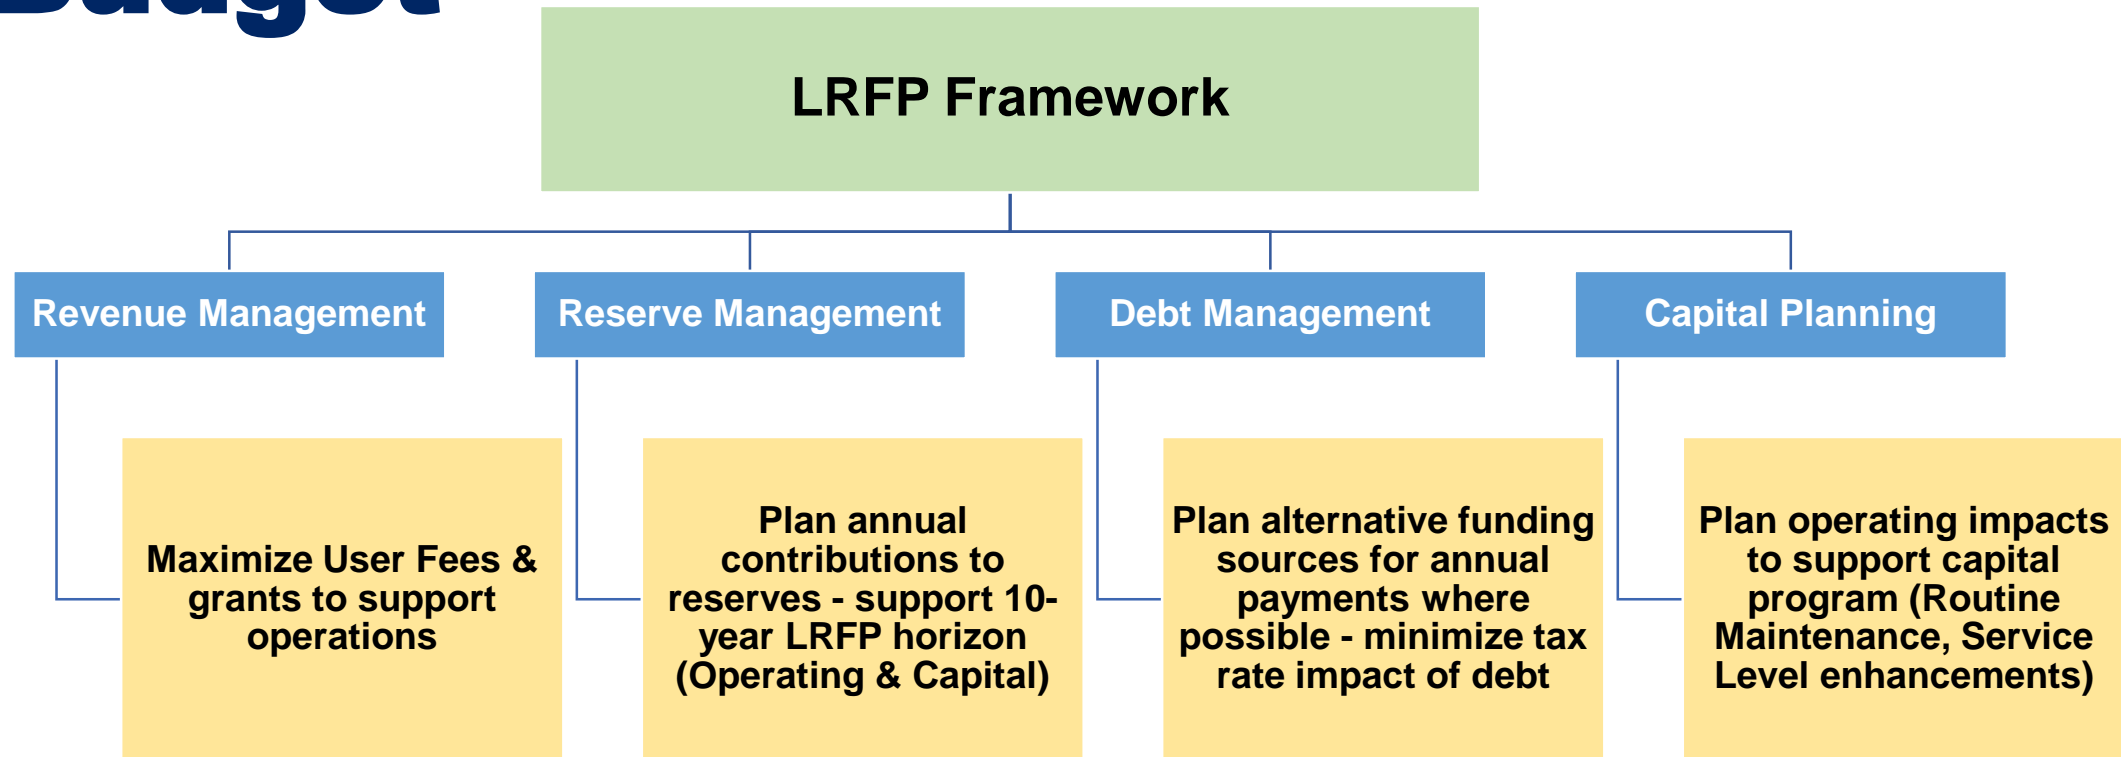 Budget
LRFP Framework
Revenue Management
Reserve Management
Debt Management
Capital Planning
Maximize User Fees &
grants to support
operations
Plan annual
contributions to
reserves - support 10-
year LRFP horizon
(Operating & Capital)
Plan alternative funding
sources for annual
payments where
possible - minimize tax
rate impact of debt
Plan operating impacts
to support capital
program (Routine
Maintenance, Service
Level enhancements)